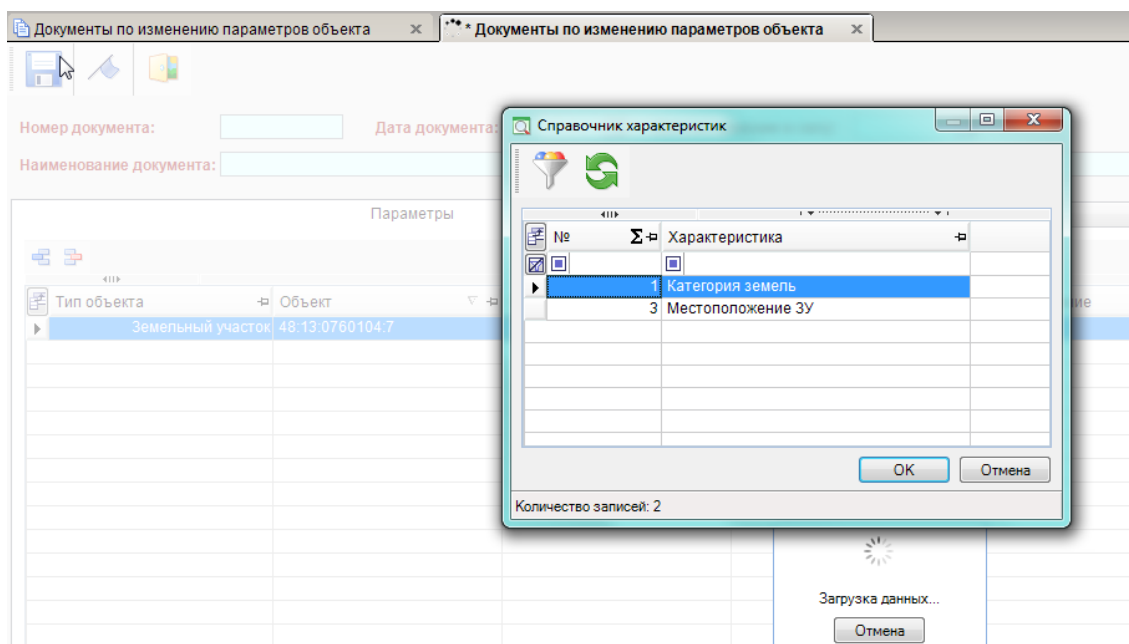 Документы по изменению параметров объекта
* Документы по изменению параметров объекта
Номер документа:
Дата документа:
Наименование документа:
Параметры
Тип объекта
Объект
Земельный участок
48:13:0760104:7
Справочник характеристик
№
Σ
Характеристика
1
Категория земель
3
Местоположение ЗУ
OK
Отмена
Количество записей: 2
Загрузка данных...
Отмена